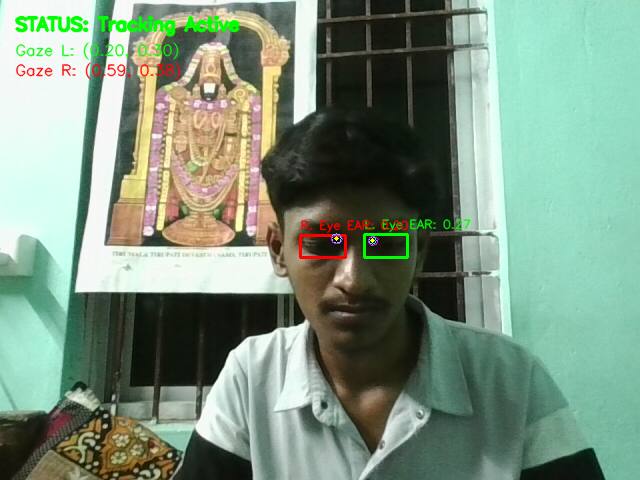 STATUS: Tracking Active
Gaze L: (0.20, 0.30)
Gaze R: (0.59, 0.38)
R. Eye EAR: L. Eye EAR: 0.27